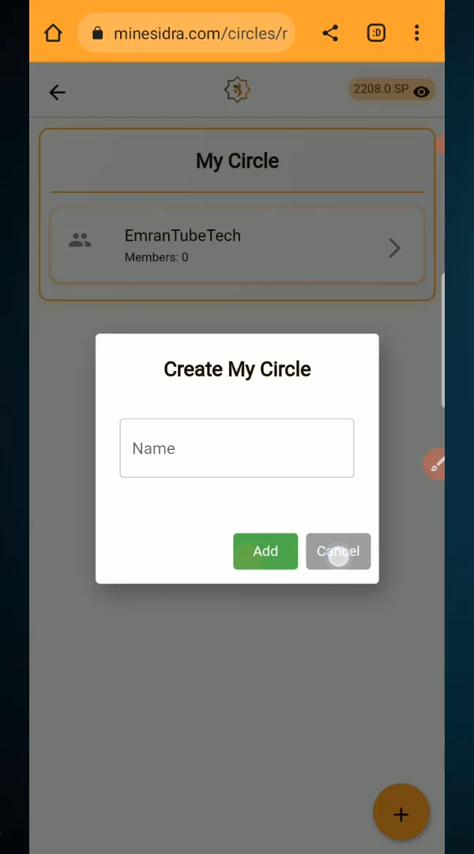 minesidra.com/circles/r
:D
2208.0 SP
My Circle
EmranTubeTech
Members: 0
Create My Circle
Name
Add
Cancel
+